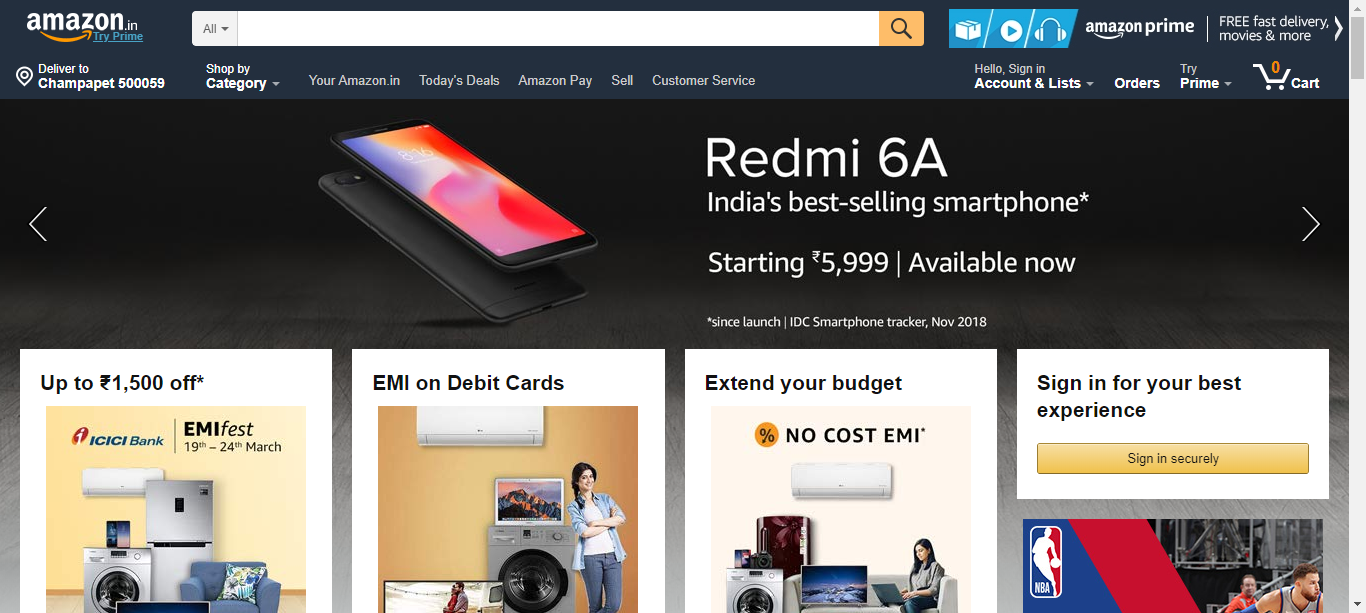 amazon.in
Try Prime
All
amazon prime
FREE fast delivery,
movies & more
Deliver to
Champapet 500059
Shop by
Category
Your Amazon.in
Today's Deals
Amazon Pay
Sell
Customer Service
Hello, Sign in
Account & Lists
Orders
Try
Prime
0
Cart
8:16
Redmi 6A
India's best-selling smartphone*
Starting ₹5,999 | Available now
*since launch | IDC Smartphone tracker, Nov 2018
Up to ₹1,500 off*
ICICI Bank
EMIfest
19th – 24th March
EMI on Debit Cards
Extend your budget
% NO COST EMI*
Sign in for your best
experience
Sign in securely
NBA